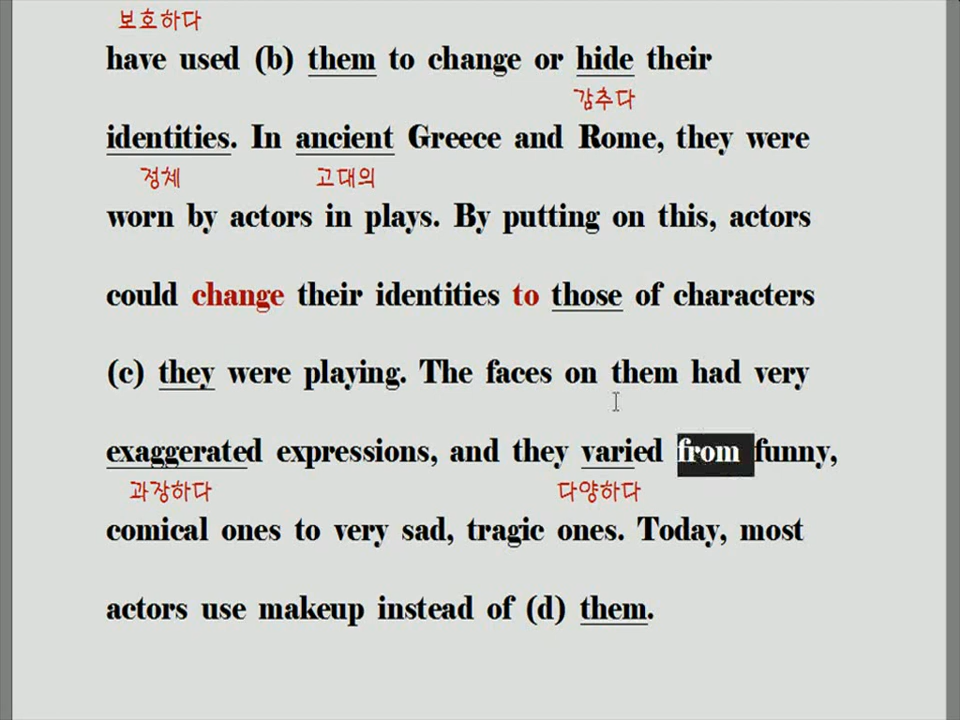 보호하다
have used (b) them to change or hide their
감추다
identities. In ancient Greece and Rome, they were
정체 고대의
worn by actors in plays. By putting on this, actors
could change their identities to those of characters
(c) they were playing. The faces on them had very
exaggerated expressions, and they varied from funny,
과장하다 다양하다
comical ones to very sad, tragic ones. Today, most
actors use makeup instead of (d) them.